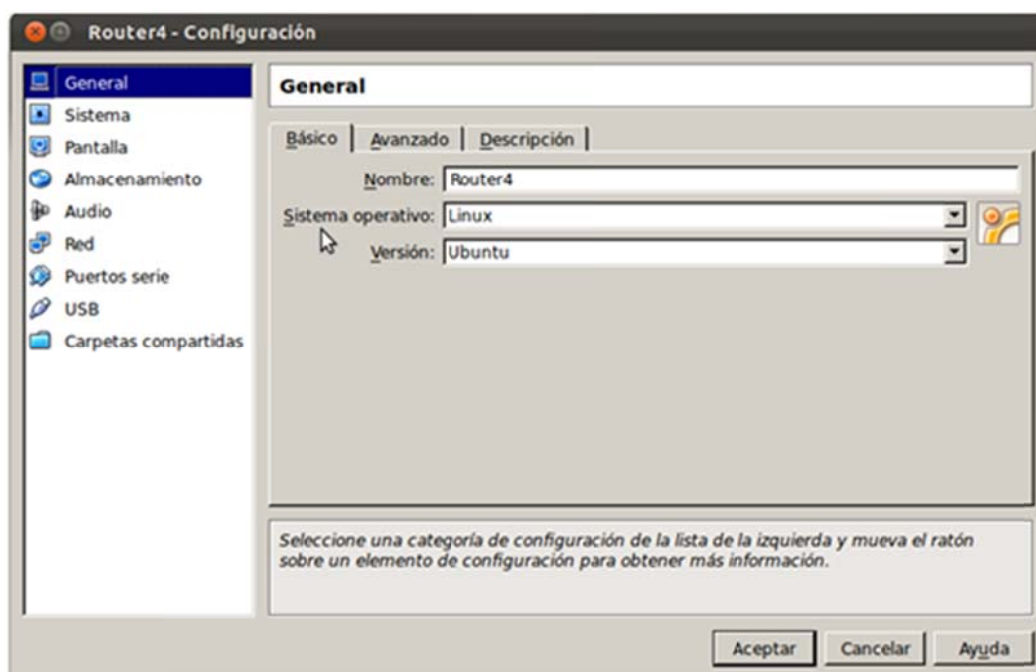 Router4 - Configuración
General
Sistema
Pantalla
Almacenamiento
Audio
Red
Puertos serie
USB
Carpetas compartidas
General
Básico
Avanzado
Descripción
Nombre: Router4
Sistema operativo: Linux
Versión: Ubuntu
Seleccione una categoría de configuración de la lista de la izquierda y mueva el ratón
sobre un elemento de configuración para obtener más información.
Aceptar
Cancelar
Ayuda